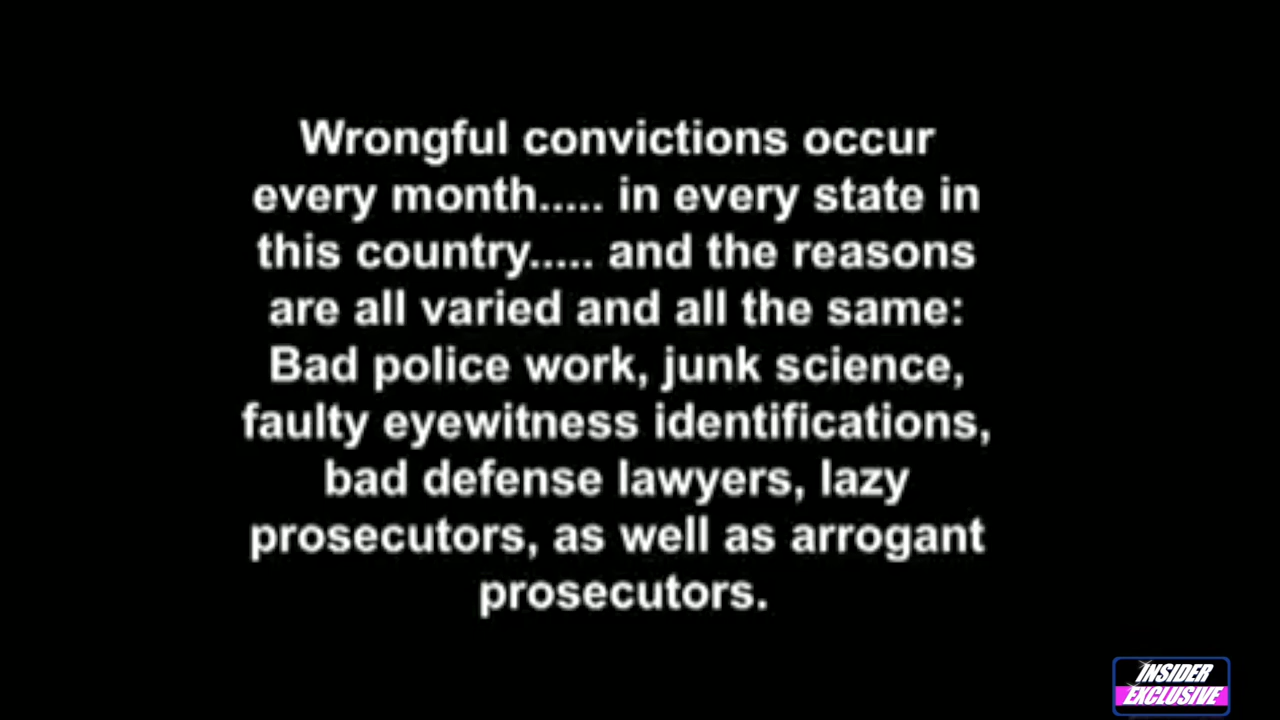 Wrongful convictions occur
every month..... in every state in
this country..... and the reasons
are all varied and all the same:
Bad police work, junk science,
faulty eyewitness identifications,
bad defense lawyers, lazy
prosecutors, as well as arrogant
prosecutors.
INSIDER
EXCLUSIVE